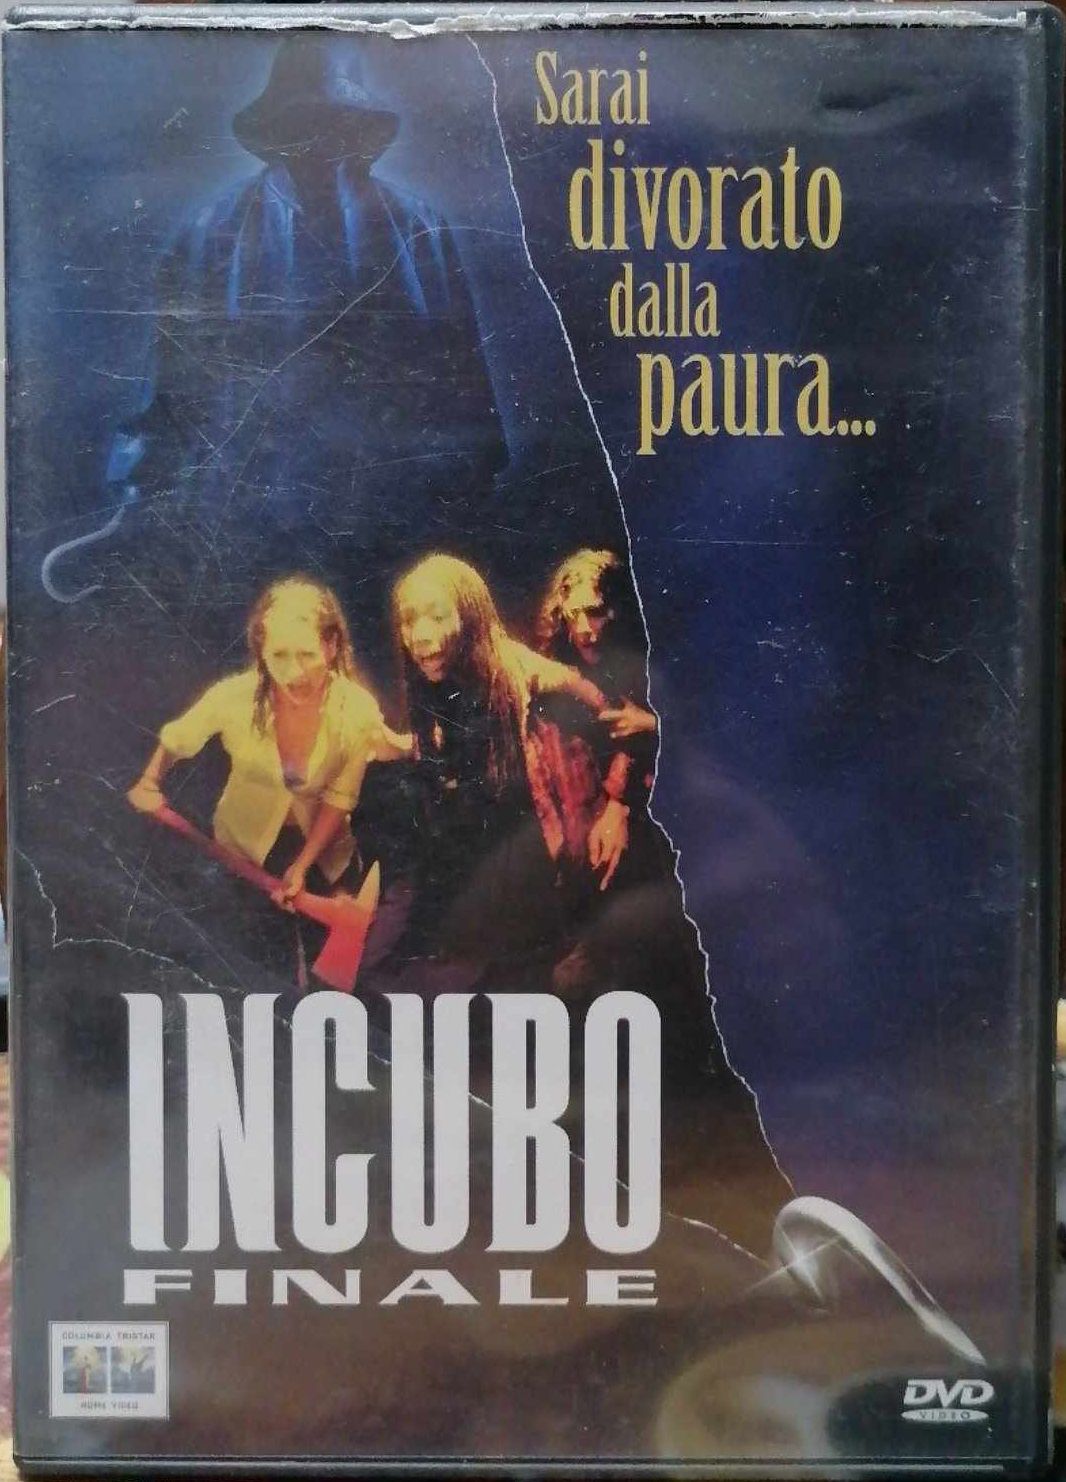 Sarai
divorato
dalla
paura...
INCUBO
FINALE
COLUMBIA TRISTAR
HOME VIDEO
DVD
VIDEO